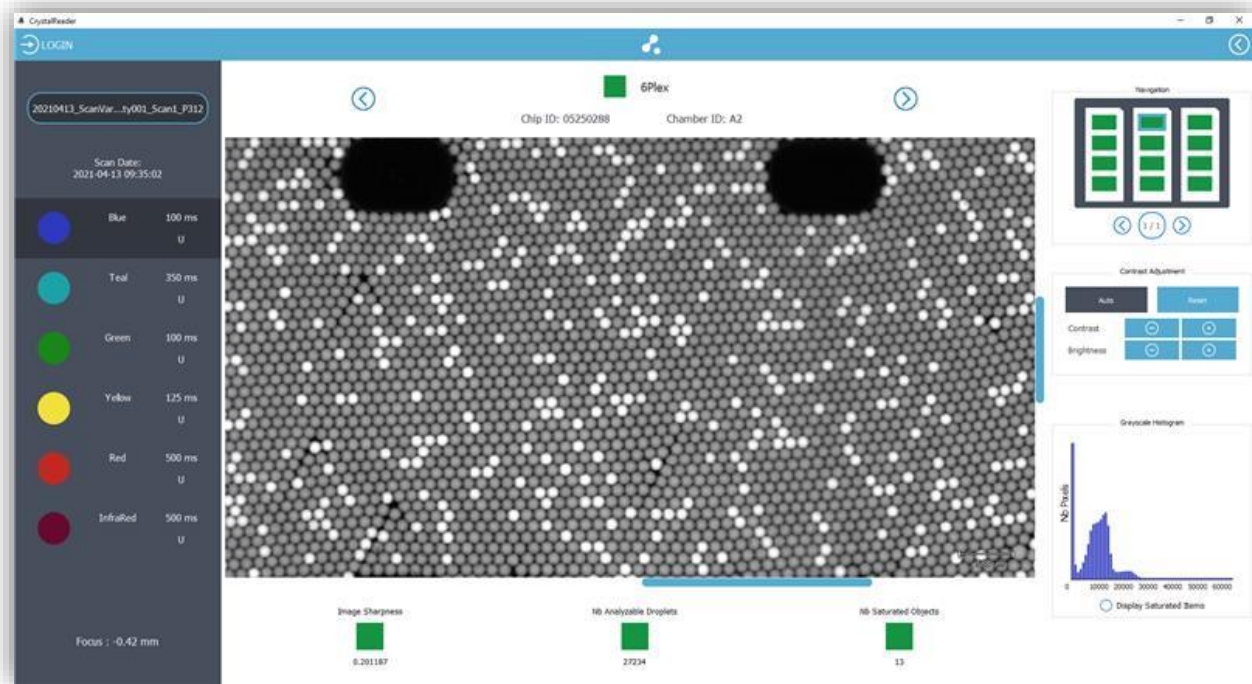 CrystalReader
LOGIN
20210413_ScanVar...ty001_Scan1_P312
Scan Date:
2021-04-13 09:35:02
Blue 100 ms
U
Teal 350 ms
U
Green 100 ms
U
Yellow 125 ms
U
Red 500 ms
U
InfraRed 500 ms
U
Focus : -0.42 mm
6Plex
Chip ID: 05250288 Chamber ID: A2
Image Sharpness
0.201187
Nb Analyzable Droplets
27234
Nb Saturated Objects
13
Navigation
1 / 1
Contrast Adjustment
Auto Reset
Contrast
Brightness
Grayscale Histogram
Nb Pixels
0 10000 20000 30000 40000 50000 60000
Display Saturated Items